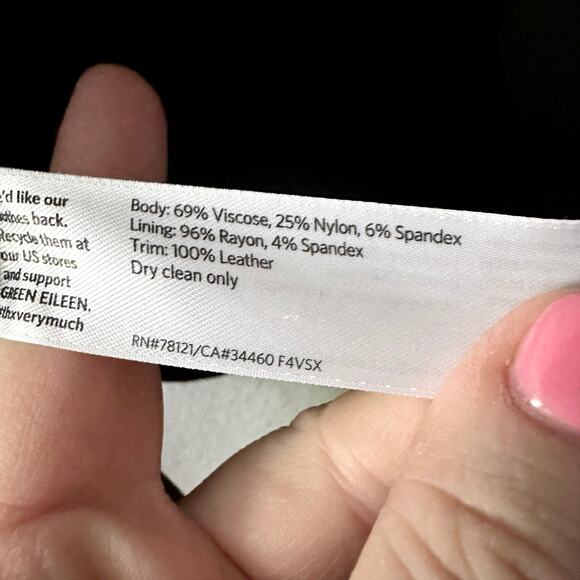 'd like our
clothes back.
Recycle them at
our US stores
and support
GREEN EILEEN.
#thxverymuch
Body: 69% Viscose, 25% Nylon, 6% Spandex
Lining: 96% Rayon, 4% Spandex
Trim: 100% Leather
Dry clean only
RN#78121/CA#34460 F4VSX